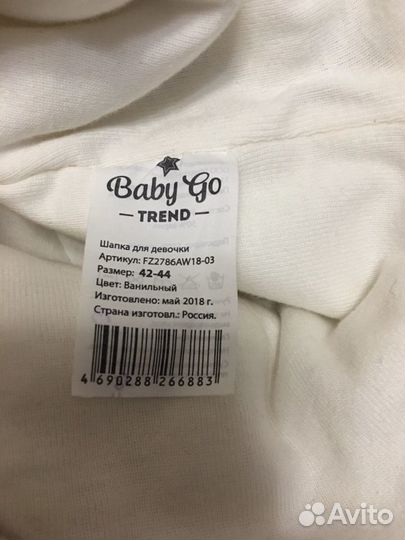 Baby Go
— TREND —
Шапка для девочки
Артикул: FZ2786AW18-03
Размер: 42-44
Цвет: Ванильный
Изготовлено: май 2018 г.
Страна изготовл.: Россия.
4 690288 266883
Avito